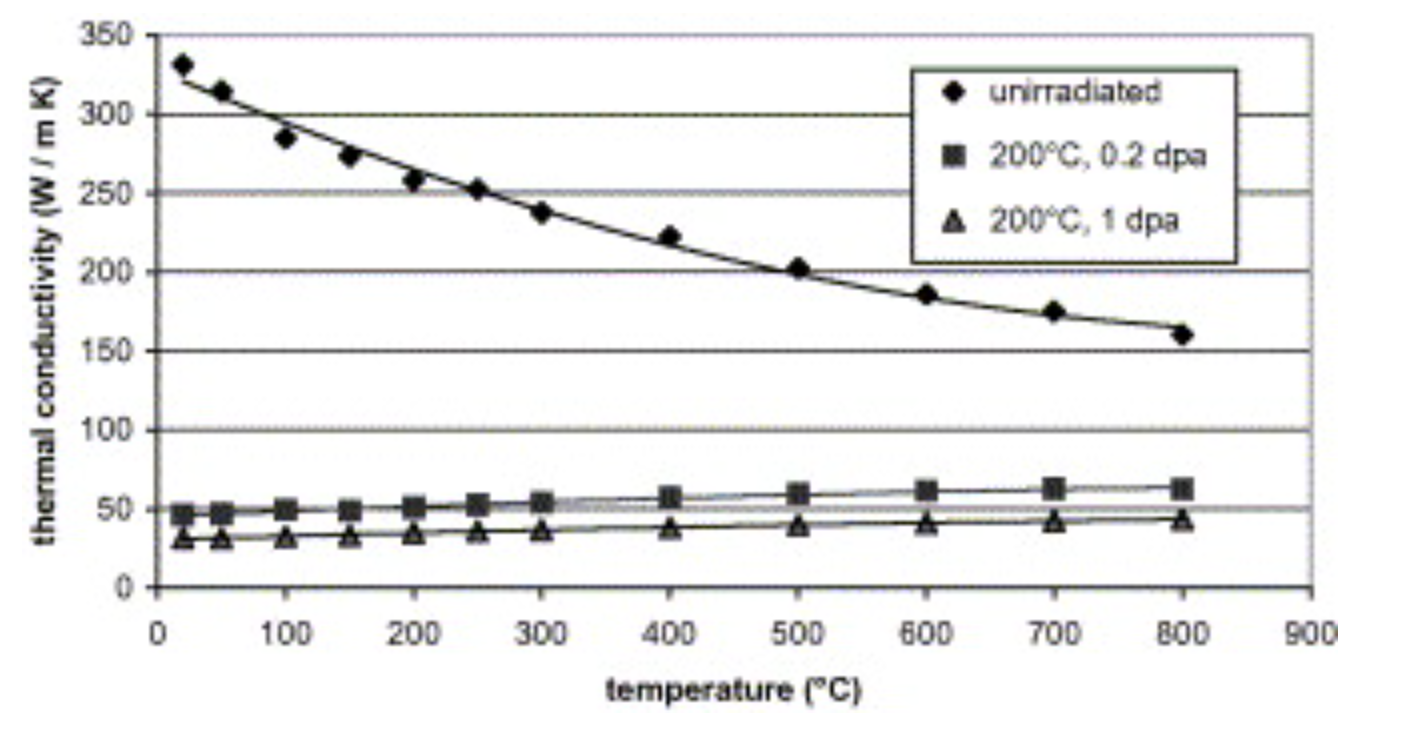 350
300
250
200
150
100
50
0
thermal conductivity (W / m K)
unirradiated
200°C, 0.2 dpa
200°C, 1 dpa
0 100 200 300 400 500 600 700 800 900
temperature (°C)